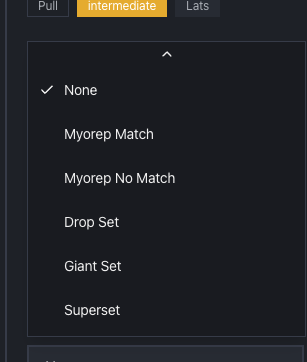 Pull intermediate Lats
None
Myorep Match
Myorep No Match
Drop Set
Giant Set
Superset